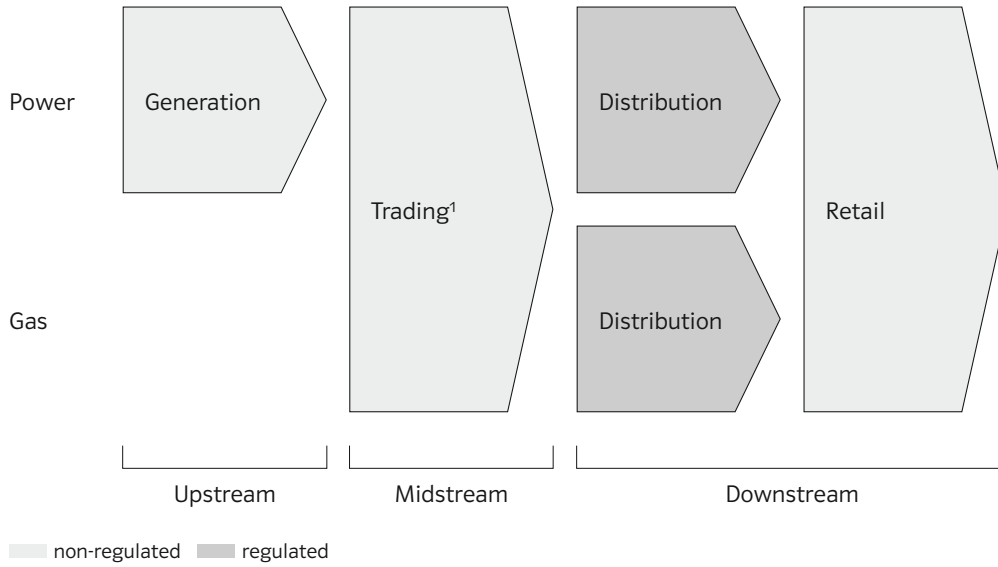 Power
Generation
Distribution
Trading¹
Retail
Gas
Distribution
Upstream
Midstream
Downstream
non-regulated
regulated